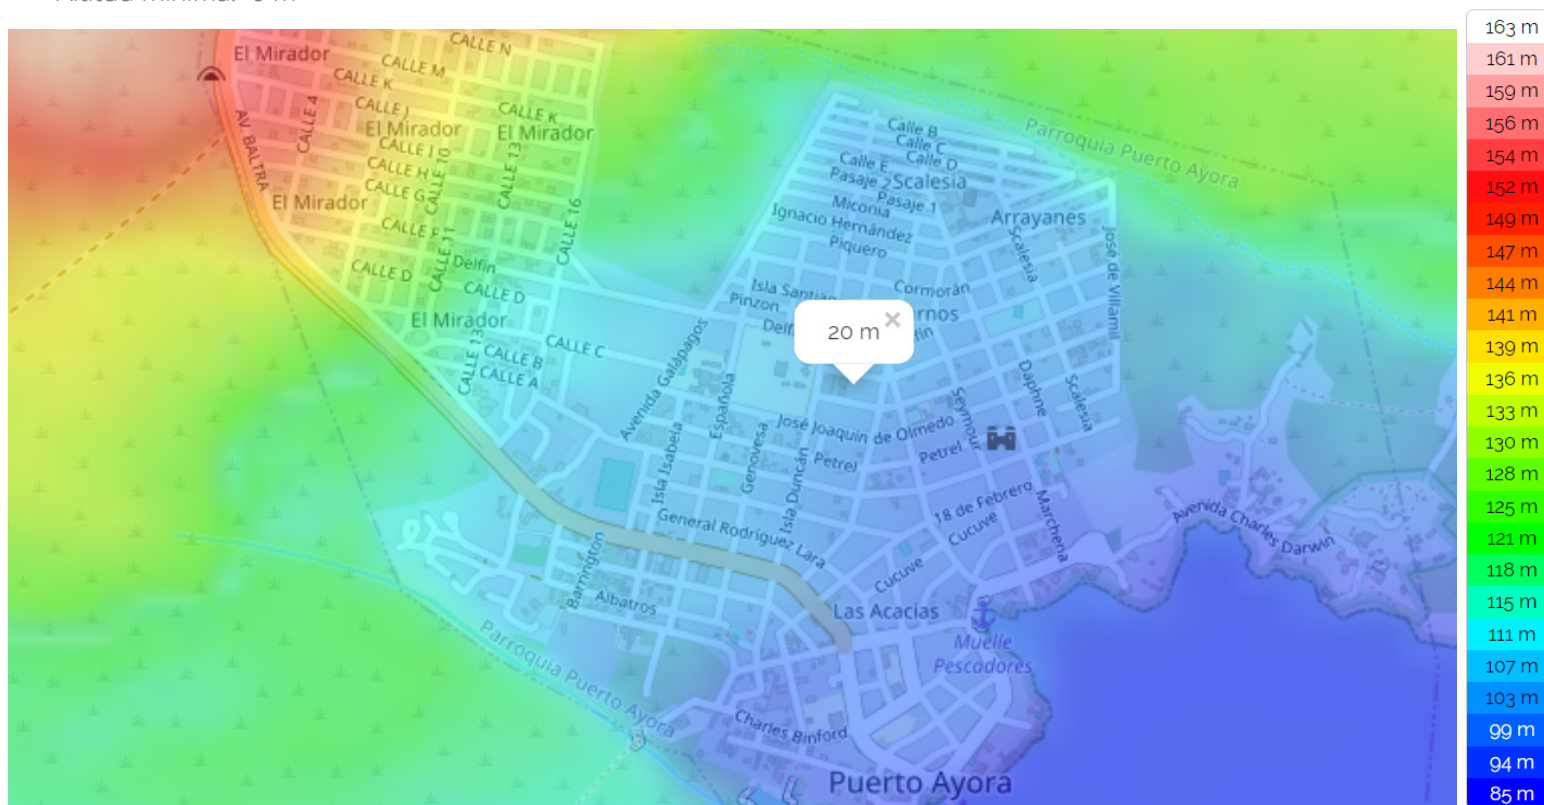 El Mirador
CALLE N
CALLE M
CALLE K
CALLE J
CALLE 4
El Mirador
CALLE K
El Mirador
AV. BALTRA
CALLE I
CALLE H
CALLE 10
CALLE 13
CALLE G
El Mirador
CALLE F
CALLE 11
CALLE 16
CALLE D
Delfín
CALLE D
El Mirador
CALLE 13
CALLE B
CALLE A
CALLE C
Calle B
Calle C
Calle E
Calle D
Pasaje 2
Scalesia
Pasaje 1
Miconia
Ignacio Hernández
Piquero
Parroquia Puerto Ayora
Arrayanes
Scalesia
José de Villamil
Cormorán
Pinzon
20 m
×
Avenida Galápagos
Española
Isla Isabela
Genovesa
Isla Duncán
José Joaquín de Olmedo
Petrel
Petrel
Seymour
Daphne
Scalesia
18 de Febrero
Cucuve
Cucuve
Marchena
Avenida Charles Darwin
General Rodríguez Lara
Barrington
Albatros
Las Acacias
Muelle
Pescadores
Parroquia Puerto Ayora
Charles Binford
Puerto Ayora
163 m
161 m
159 m
156 m
154 m
152 m
149 m
147 m
144 m
141 m
139 m
136 m
133 m
130 m
128 m
125 m
121 m
118 m
115 m
111 m
107 m
103 m
99 m
94 m
85 m